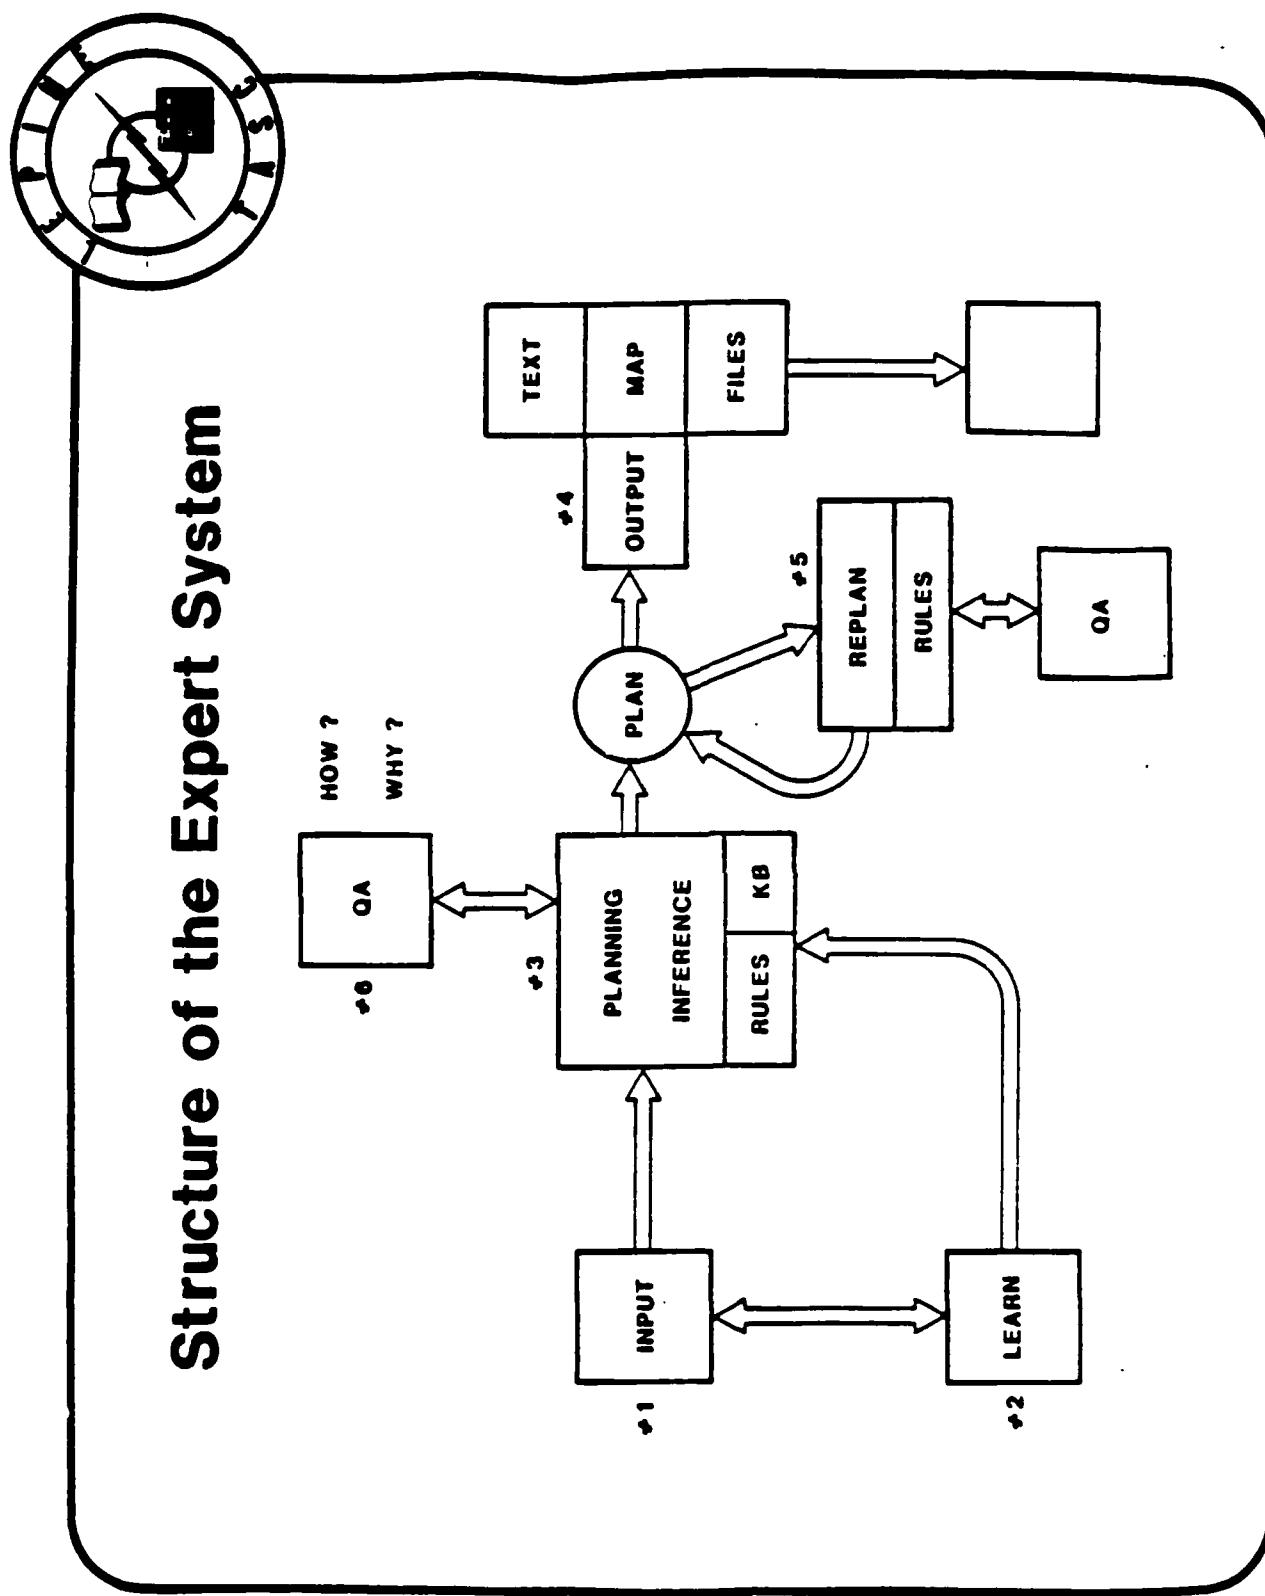 Structure of the Expert System
HOW ?
#6
QA
WHY ?
TEXT
#3
#4
PLANNING
#1
INPUT
PLAN
OUTPUT
MAP
INFERENCE
FILES
RULES
KB
#5
REPLAN
RULES
#2
LEARN
QA